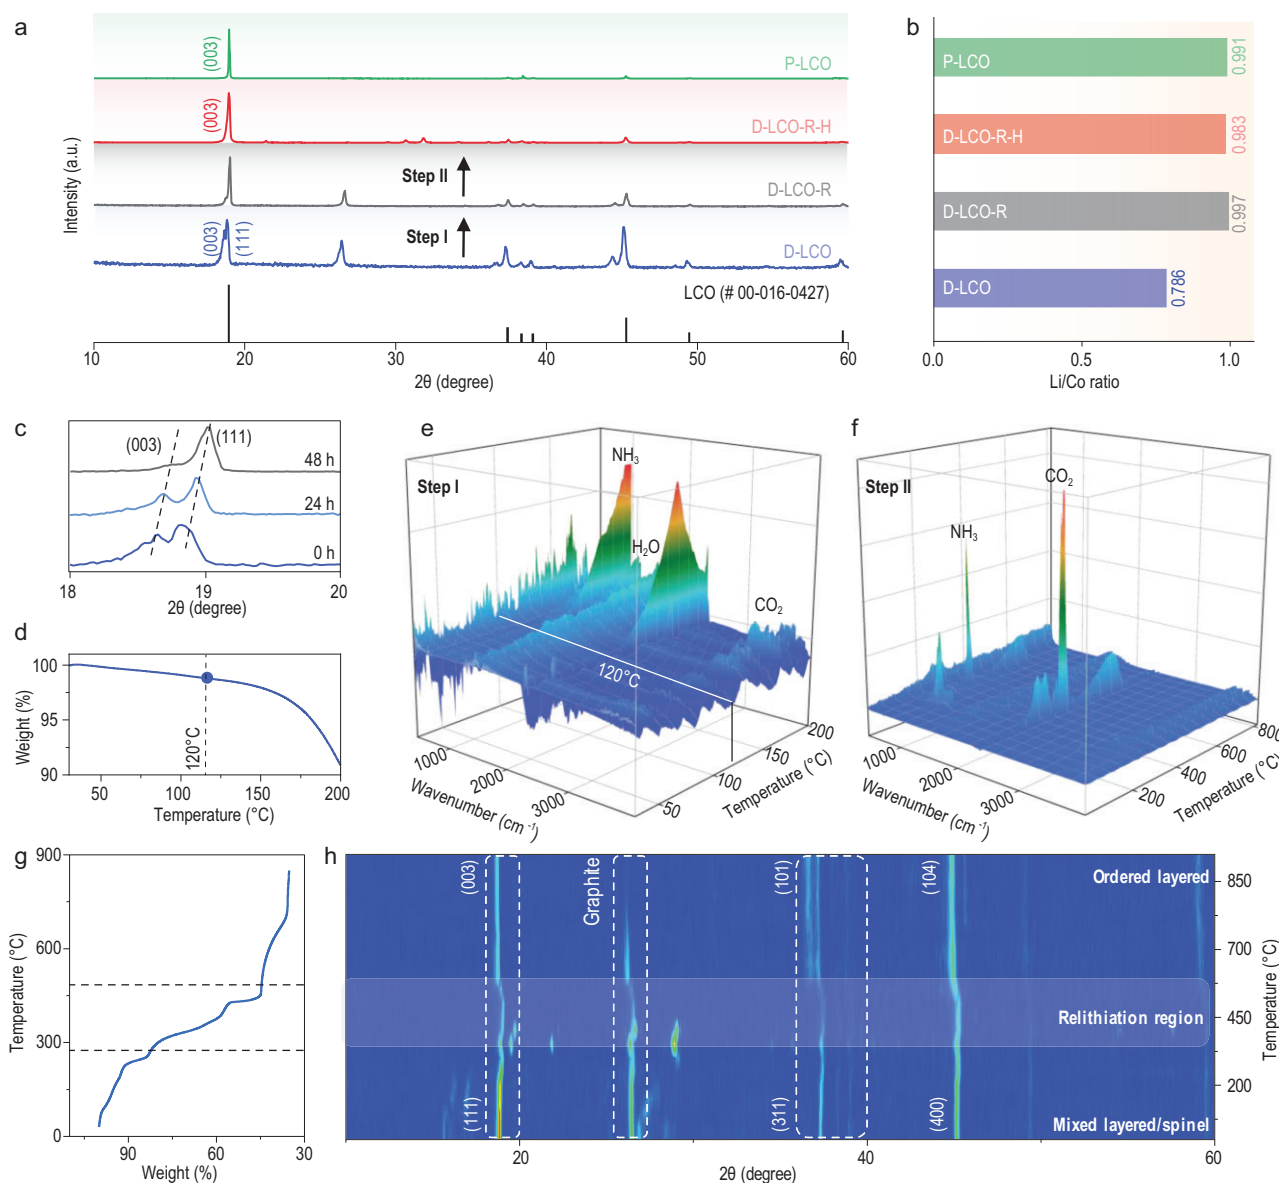 a
(003)
P-LCO
(003)
D-LCO-R-H
Step II
D-LCO-R
(003)
(111)
Step I
D-LCO
LCO (# 00-016-0427)
Intensity (a.u.)
10
20
30
40
50
60
2θ (degree)
b
P-LCO
0.991
D-LCO-R-H
0.983
D-LCO-R
0.997
D-LCO
0.786
0.0
0.5
1.0
Li/Co ratio
c
(003)
(111)
48 h
24 h
0 h
18
19
20
2θ (degree)
d
100
95
90
Weight (%)
120°C
50
100
150
200
Temperature (°C)
e
Step I
NH₃
H₂O
CO₂
120°C
1000
2000
3000
Wavenumber (cm⁻¹)
50
100
150
200
Temperature (°C)
f
Step II
NH₃
CO₂
1000
2000
3000
Wavenumber (cm⁻¹)
200
400
600
800
Temperature (°C)
g
900
600
300
0
Temperature (°C)
90
60
30
Weight (%)
h
(003)
Graphite
(101)
(104)
Ordered layered
Relithiation region
(111)
(311)
(400)
Mixed layered/spinel
850
700
450
200
Temperature (°C)
20
40
60
2θ (degree)